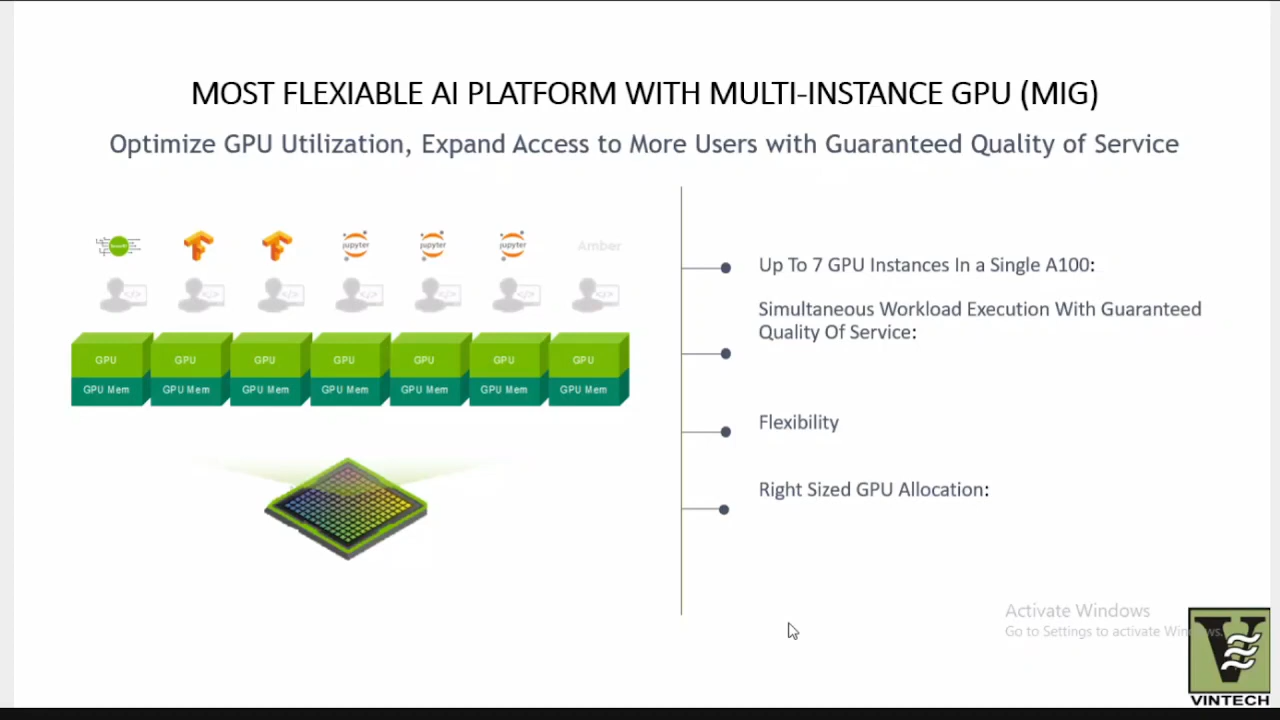 MOST FLEXIABLE AI PLATFORM WITH MULTI-INSTANCE GPU (MIG)
Optimize GPU Utilization, Expand Access to More Users with Guaranteed Quality of Service
jupyter jupyter jupyter Amber
GPU GPU GPU GPU GPU GPU GPU
GPU Mem GPU Mem GPU Mem GPU Mem GPU Mem GPU Mem GPU Mem
Up To 7 GPU Instances In a Single A100:
Simultaneous Workload Execution With Guaranteed
Quality Of Service:
Flexibility
Right Sized GPU Allocation:
Activate Windows
Go to Settings to activate Windows.
VINTECH